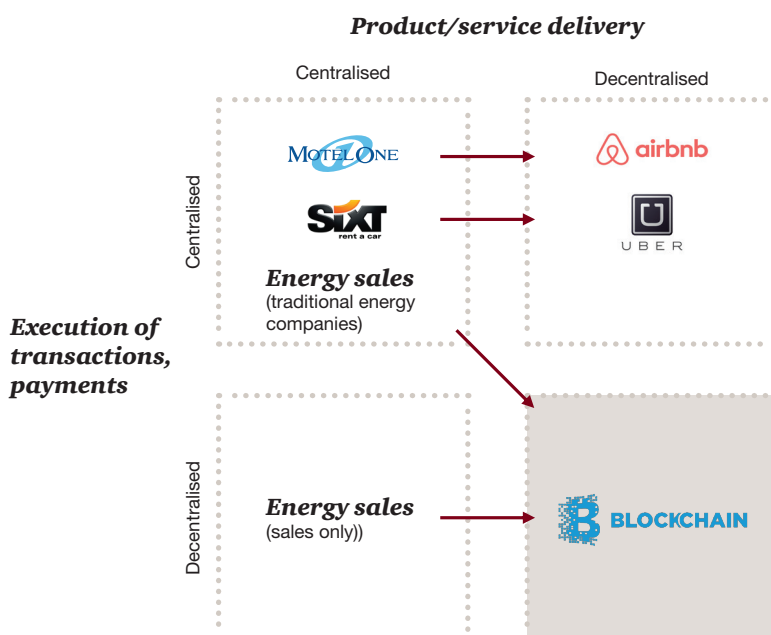 Product/service delivery
Centralised
Decentralised
MOTEL ONE
airbnb
SIXT
rent a car
U
UBER
Centralised
Energy sales
(traditional energy
companies)
Execution of
transactions,
payments
Decentralised
Energy sales
(sales only))
B
BLOCKCHAIN